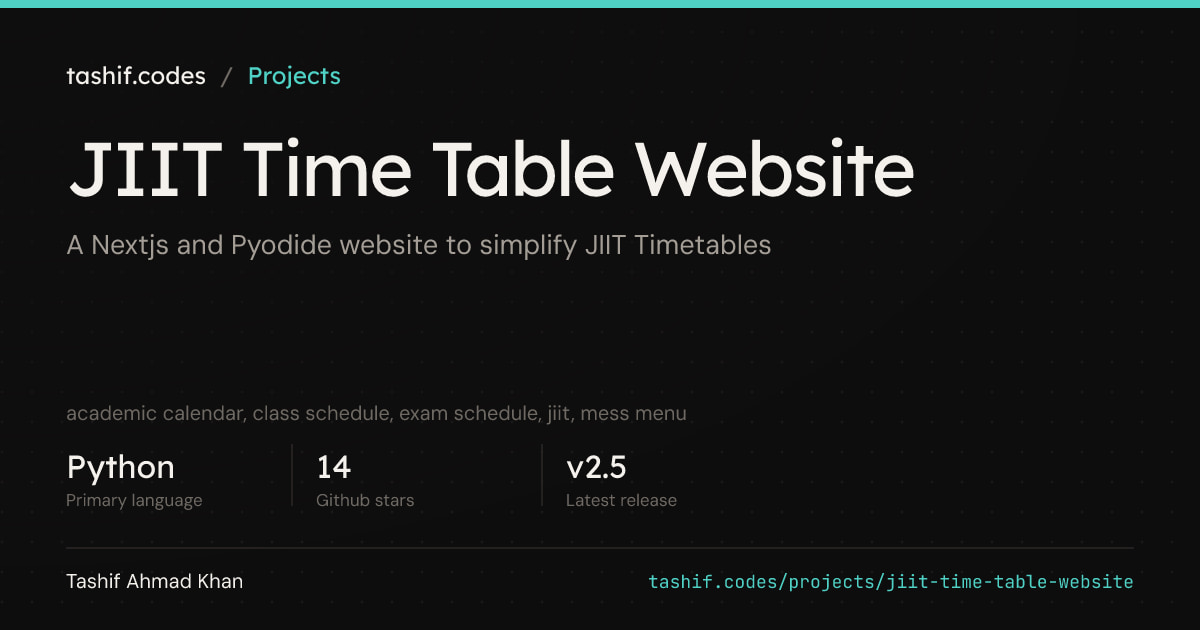 tashif.codes / Projects
JIIT Time Table Website
A Nextjs and Pyodide website to simplify JIIT Timetables
academic calendar, class schedule, exam schedule, jiit, mess menu
Python 14 v2.5
Primary language Github stars Latest release
Tashif Ahmad Khan tashif.codes/projects/jiit-time-table-website